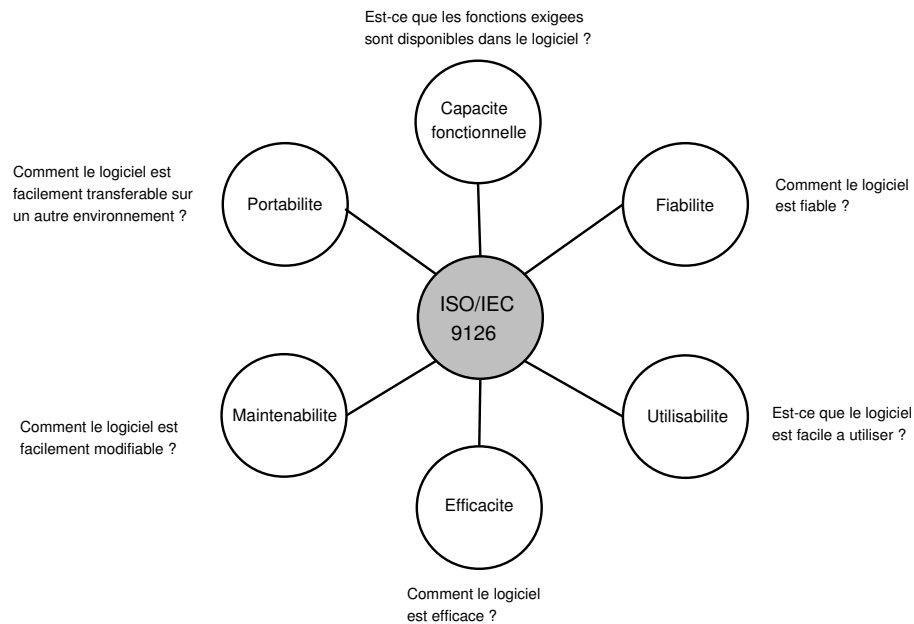 Est-ce que les fonctions exigees
sont disponibles dans le logiciel ?
Capacite
fonctionnelle
Comment le logiciel est
facilement transferable sur
un autre environnement ?
Portabilite
Fiabilite
Comment le logiciel
est fiable ?
ISO/IEC
9126
Comment le logiciel est
facilement modifiable ?
Maintenabilite
Utilisabilite
Est-ce que le logiciel
est facile a utiliser ?
Efficacite
Comment le logiciel
est efficace ?